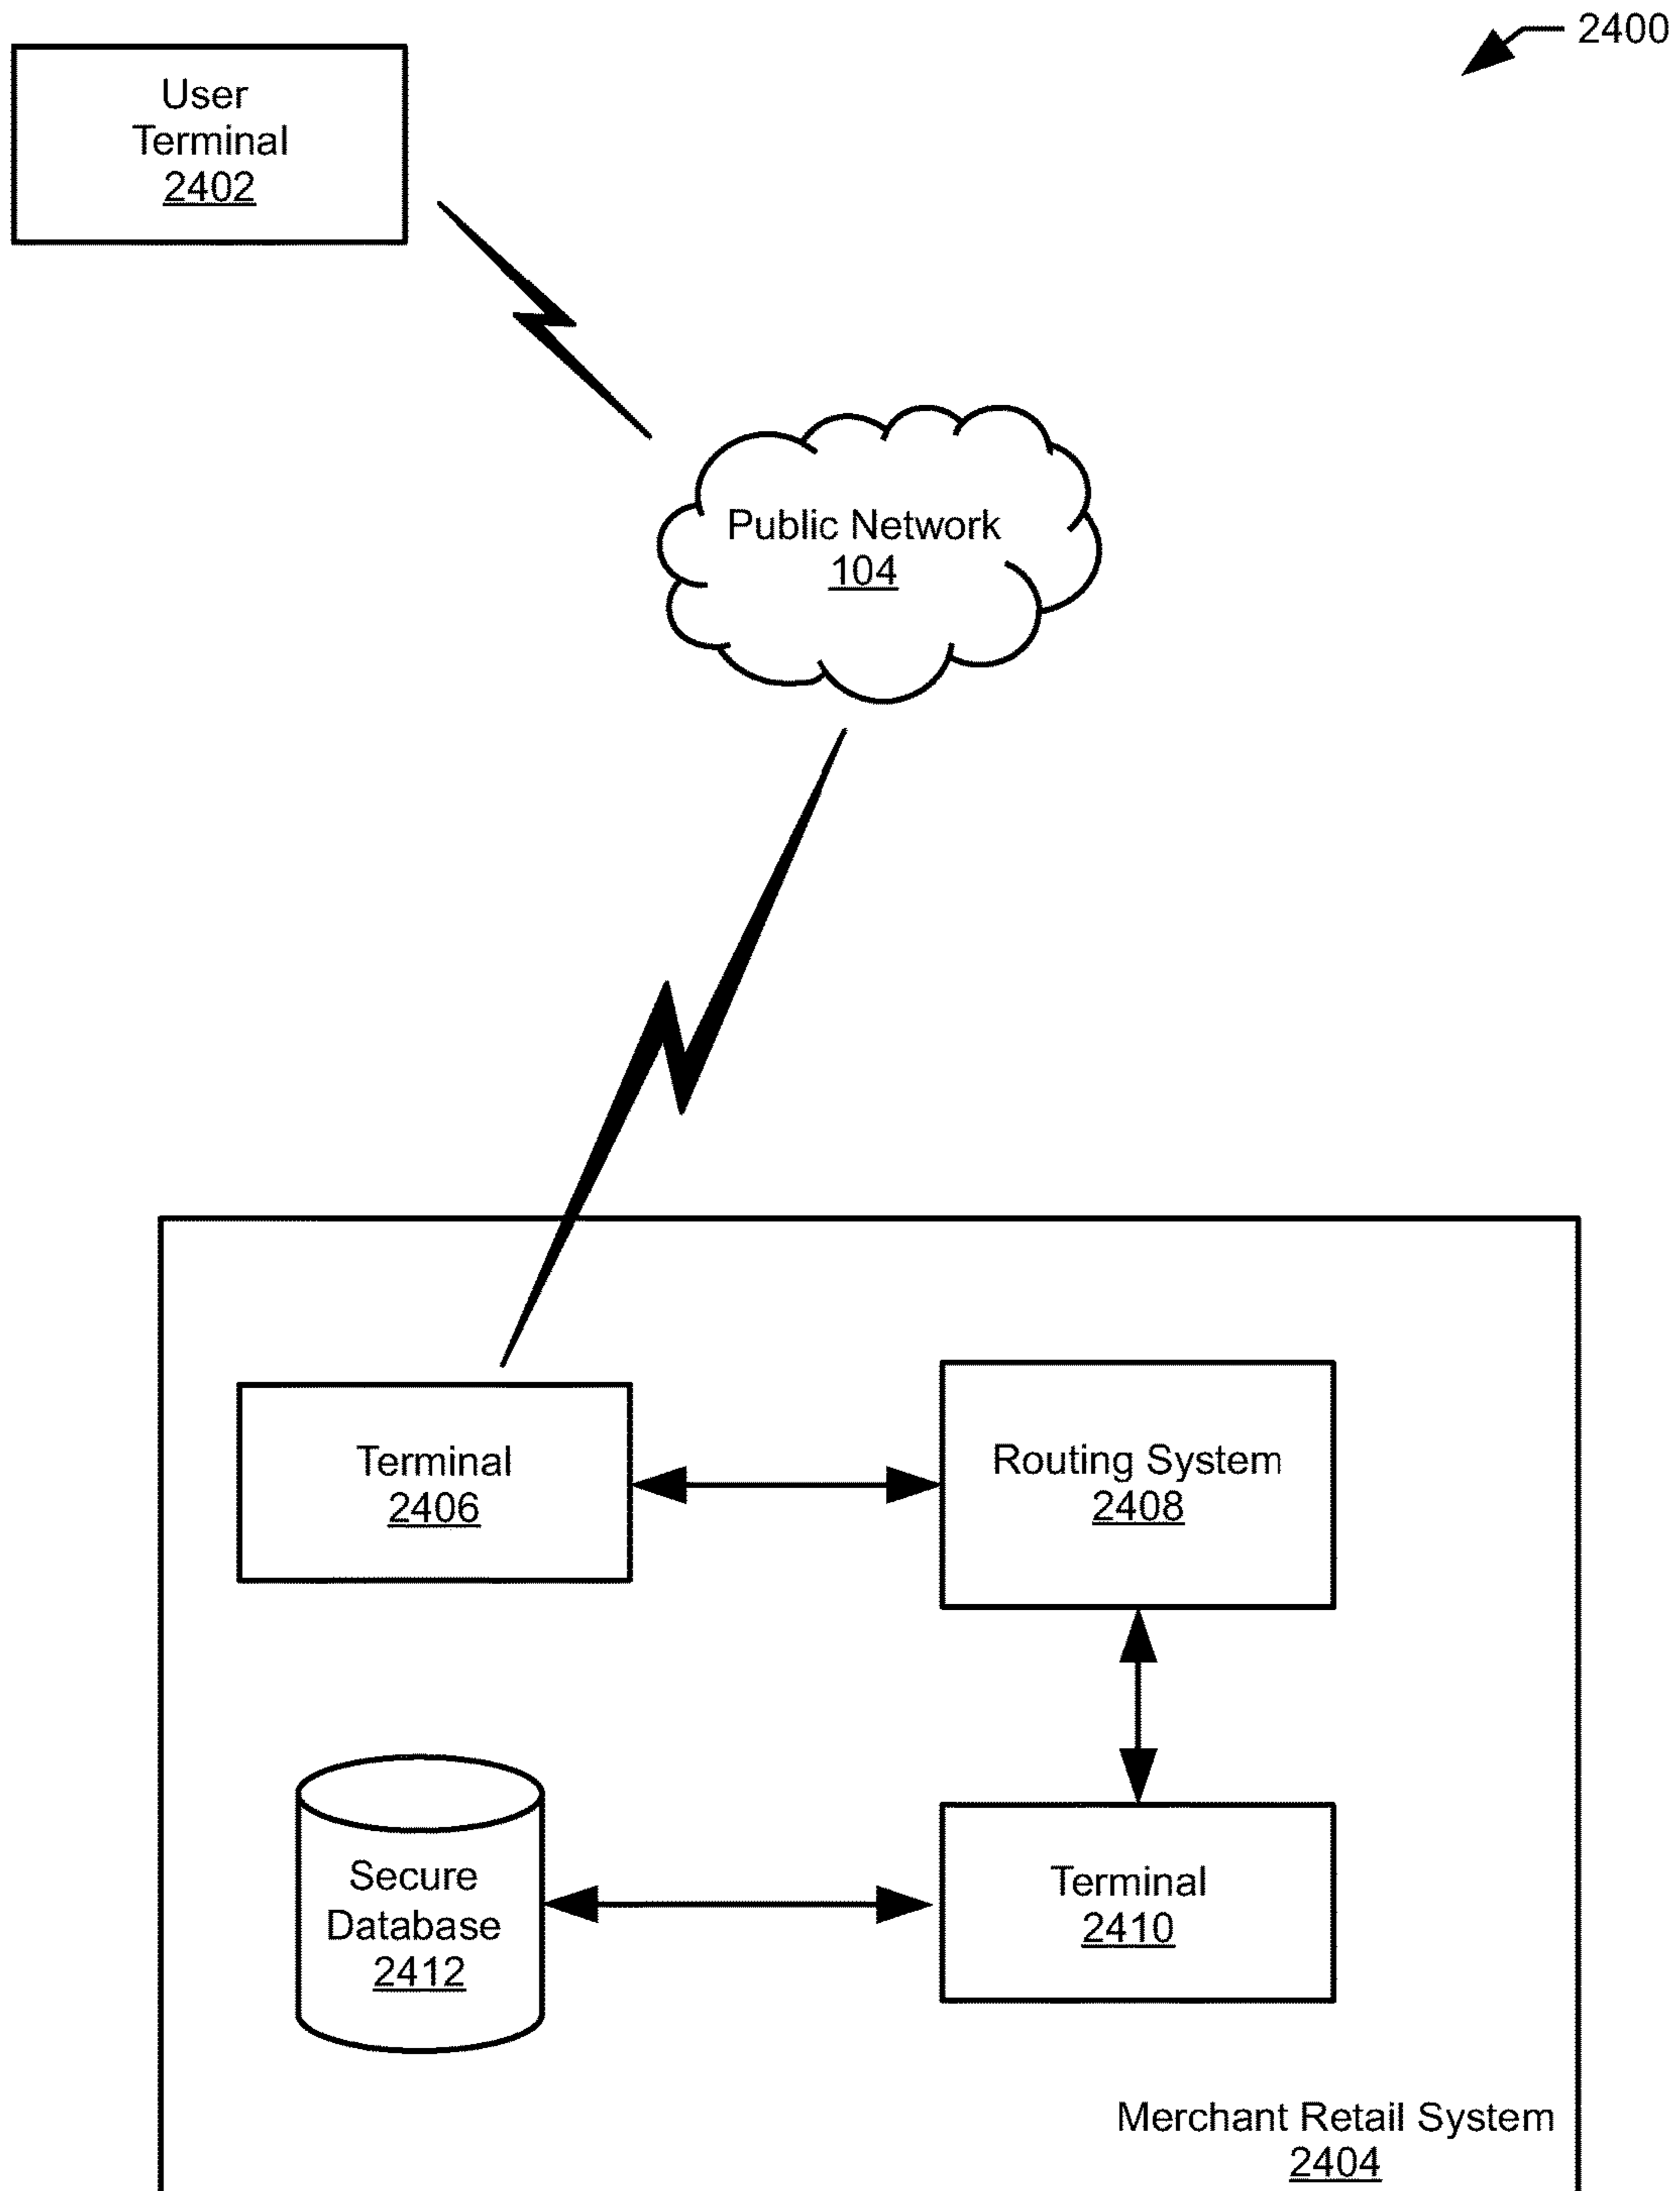 2400
User
Terminal
2402
Public Network
104
Terminal
2406
Routing System
2408
Secure
Database
2412
Terminal
2410
Merchant Retail System
2404